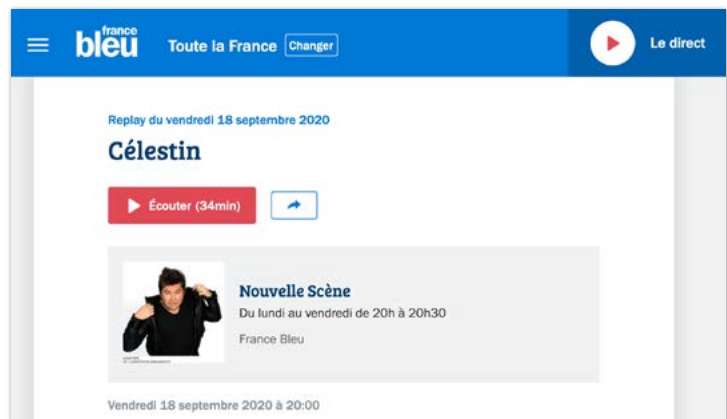 france
bleu
Toute la France Changer
Le direct
Replay du vendredi 18 septembre 2020
Célestin
Écouter (34min)
Nouvelle Scène
Du lundi au vendredi de 20h à 20h30
France Bleu
Vendredi 18 septembre 2020 à 20:00